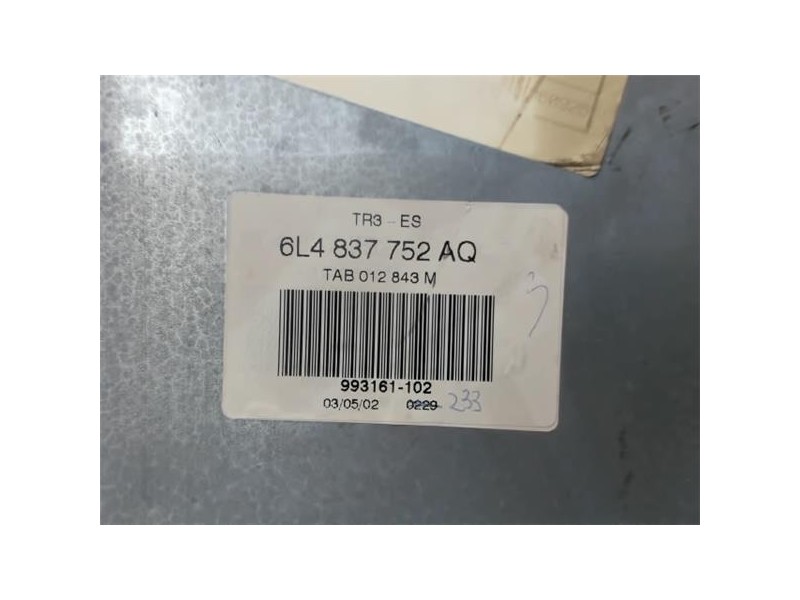 TR3 - ES
6L4 837 752 AQ
TAB 012 843 M
993161-102
03/05/02 0229 233